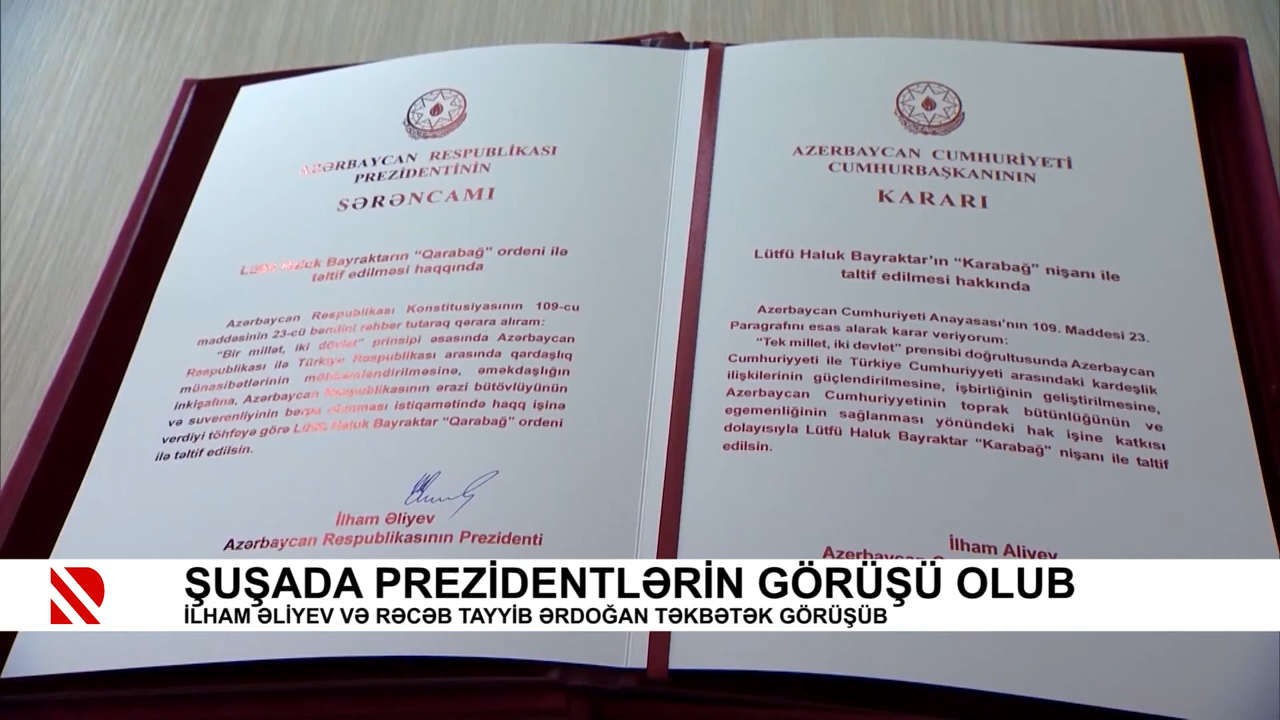 AZƏRBAYCAN RESPUBLİKASI
PREZİDENTİNİN
SƏRƏNCAMI
Lütfü Haluk Bayraktarın “Qarabağ” ordeni ilə
təltif edilməsi haqqında
Azərbaycan Respublikası Konstitusiyasının 109-cu
maddəsinin 23-cü bəndini rəhbər tutaraq qərara alıram:
“Bir millət, iki dövlət” prinsipi əsasında Azərbaycan
Respublikası ilə Türkiyə Respublikası arasında qardaşlıq
münasibətlərinin möhkəmləndirilməsinə, əməkdaşlığın
inkişafına, Azərbaycan Respublikasının ərazi bütövlüyünün
və suverenliyinin bərpa olunması istiqamətində haqq işinə
verdiyi töhfəyə görə Lütfü Haluk Bayraktar “Qarabağ” ordeni
ilə təltif edilsin.
İlham Əliyev
Azərbaycan Respublikasının Prezidenti
AZERBAYCAN CUMHURİYETİ
CUMHURBAŞKANININ
KARARI
Lütfü Haluk Bayraktar’ın “Karabağ” nişanı ile
taltif edilmesi hakkında
Azerbaycan Cumhuriyeti Anayasası’nın 109. Maddesi 23.
Paragrafını esas alarak karar veriyorum:
“Tek millet, iki devlet” prensibi doğrultusunda Azerbaycan
Cumhuriyeti ile Türkiye Cumhuriyeti arasındaki kardeşlik
ilişkilerinin güçlendirilmesine, işbirliğinin geliştirilmesine,
Azerbaycan Cumhuriyetinin toprak bütünlüğünün ve
egemenliğinin sağlanması yönündeki hak işine katkısı
dolayısıyla Lütfü Haluk Bayraktar “Karabağ” nişanı ile taltif
edilsin.
İlham Aliyev
ŞUŞADA PREZİDENTLƏRİN GÖRÜŞÜ OLUB
İLHAM ƏLİYEV VƏ RƏCƏB TAYYİB ƏRDOĞAN TƏKBƏTƏK GÖRÜŞÜB